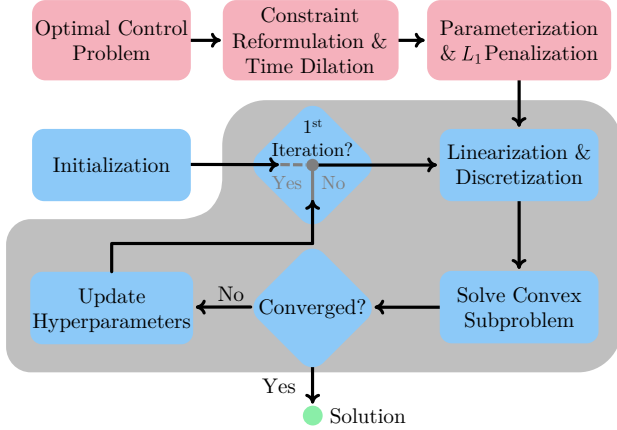 Optimal Control
Problem
Constraint
Reformulation &
Time Dilation
Parameterization
& L₁ Penalization
Initialization
1ˢᵗ
Iteration?
Yes
No
Linearization &
Discretization
Update
Hyperparameters
No
Converged?
Solve Convex
Subproblem
Yes
Solution